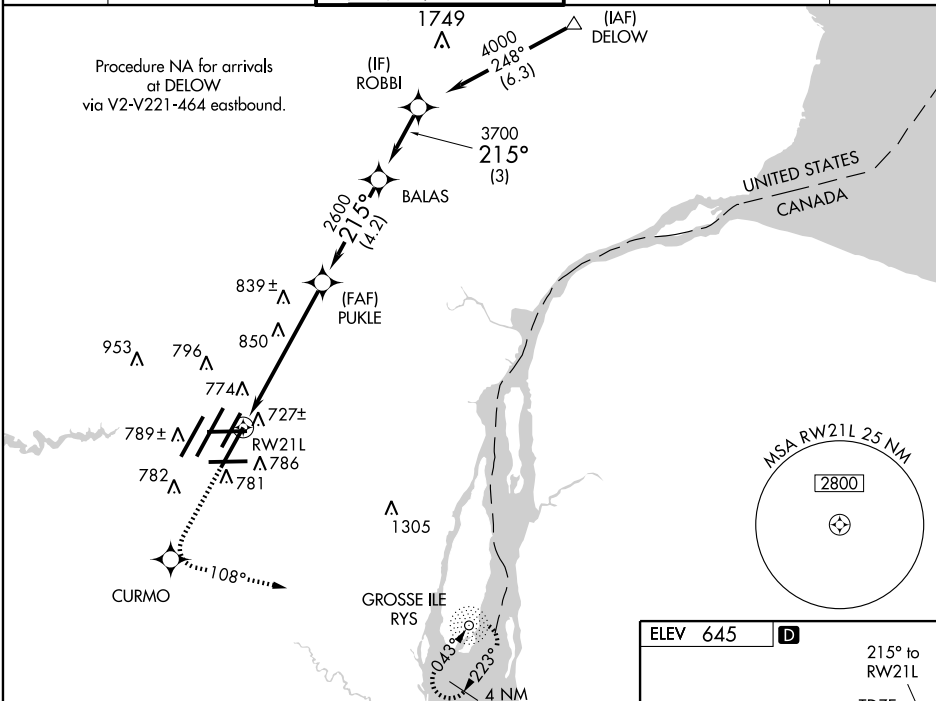 1749
(IAF)
DELOW
4000
248°
(6.3)
Procedure NA for arrivals
at DELOW
via V2-V221-464 eastbound.
(IF)
ROBBI
3700
215°
(3)
BALAS
2600
215°
(4.2)
UNITED STATES
CANADA
839±
(FAF)
PUKLE
850
953
796
774
727±
789±
RW21L
786
782
781
1305
MSA RW21L 25 NM
2800
108°
CURMO
GROSSE ILE
RYS
043°
223°
4 NM
ELEV 645
D
215° to
RW21L